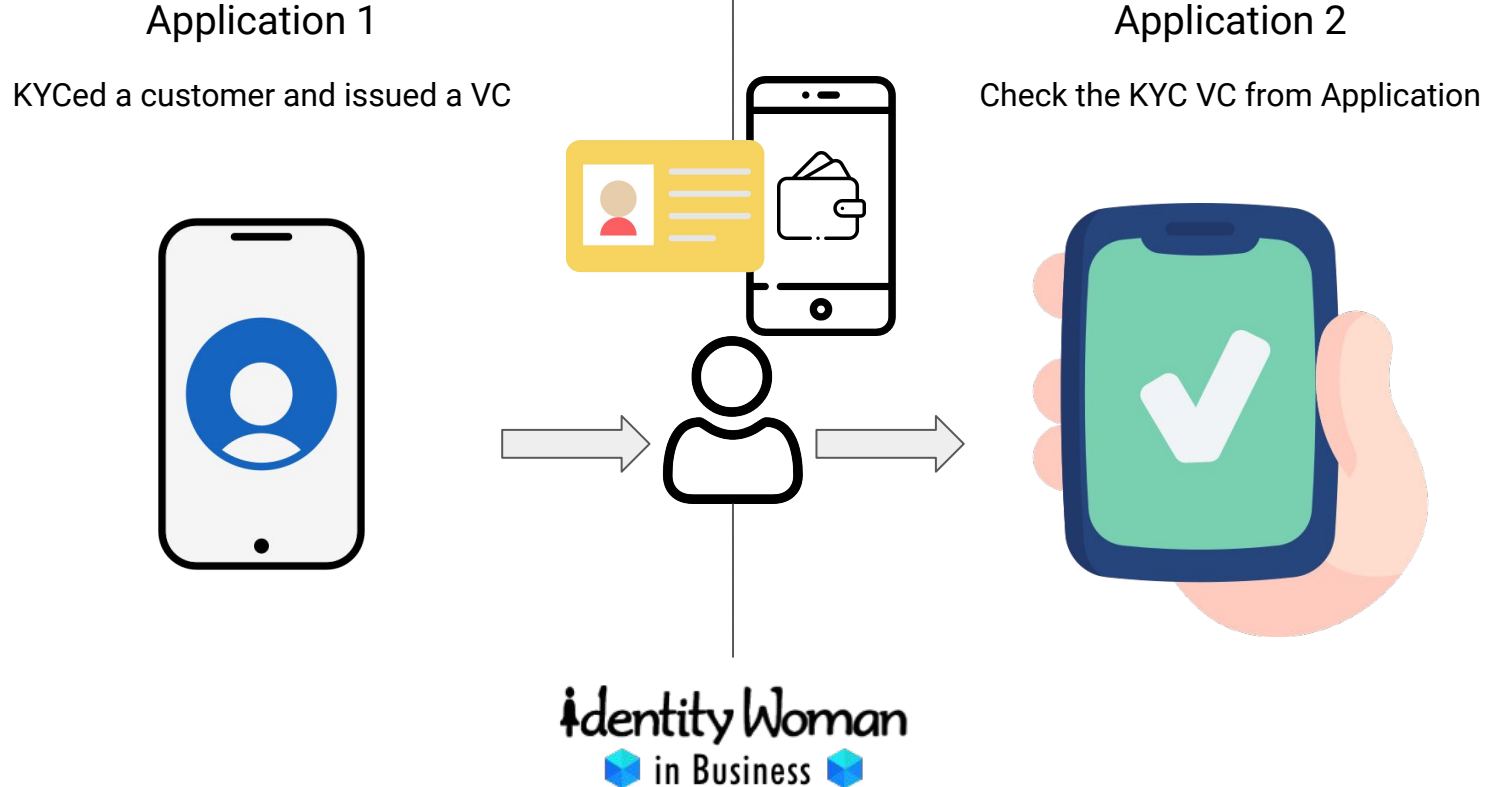 Application 1
KYCed a customer and issued a VC
Application 2
Check the KYC VC from Application
identity Woman
in Business